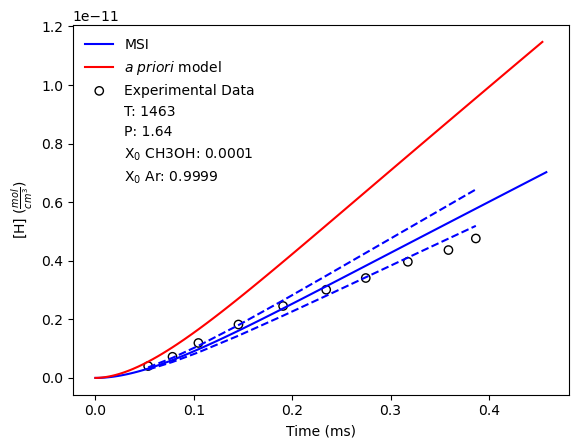 1e−11
1.2
1.0
0.8
0.6
0.4
0.2
0.0
[H] (mol/cm³)
MSI
a priori model
Experimental Data
T: 1463
P: 1.64
X₀ CH3OH: 0.0001
X₀ Ar: 0.9999
0.0 0.1 0.2 0.3 0.4
Time (ms)